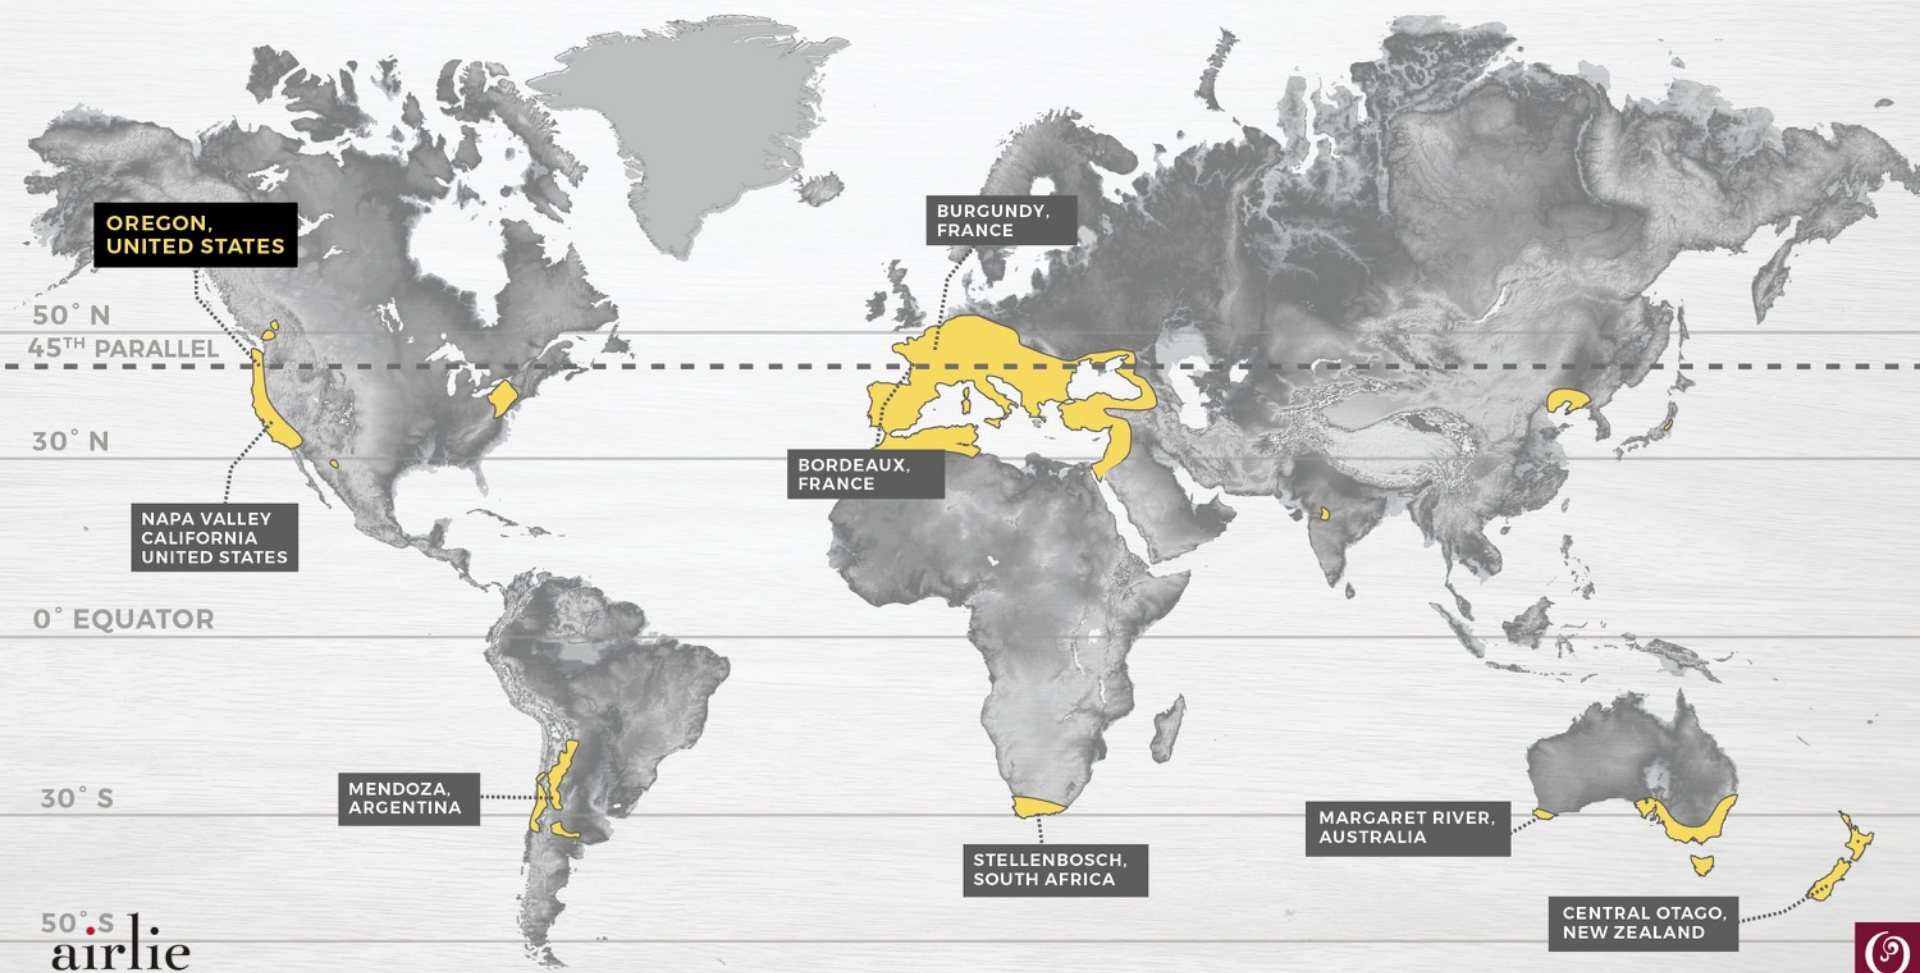 OREGON,
UNITED STATES
BURGUNDY,
FRANCE
50° N
45TH PARALLEL
30° N
BORDEAUX,
FRANCE
NAPA VALLEY
CALIFORNIA
UNITED STATES
0° EQUATOR
MENDOZA,
ARGENTINA
30° S
MARGARET RIVER,
AUSTRALIA
STELLENBOSCH,
SOUTH AFRICA
CENTRAL OTAGO,
NEW ZEALAND
50° S
airlie